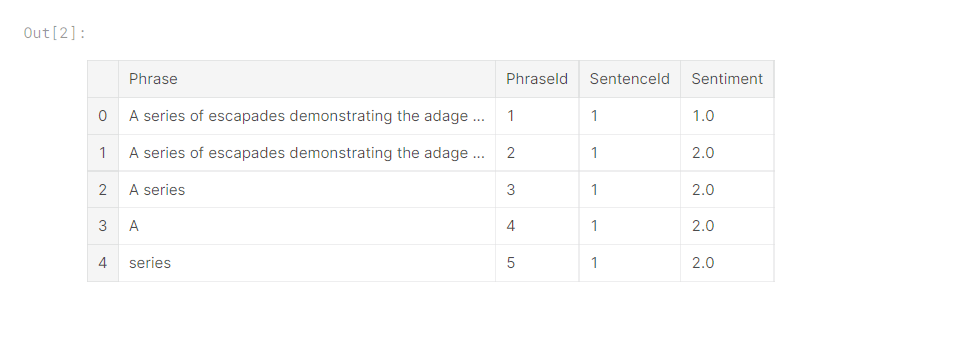 Out[2]:
Phrase PhraseId SentenceId Sentiment
0 A series of escapades demonstrating the adage ... 1 1 1.0
1 A series of escapades demonstrating the adage ... 2 1 2.0
2 A series 3 1 2.0
3 A 4 1 2.0
4 series 5 1 2.0